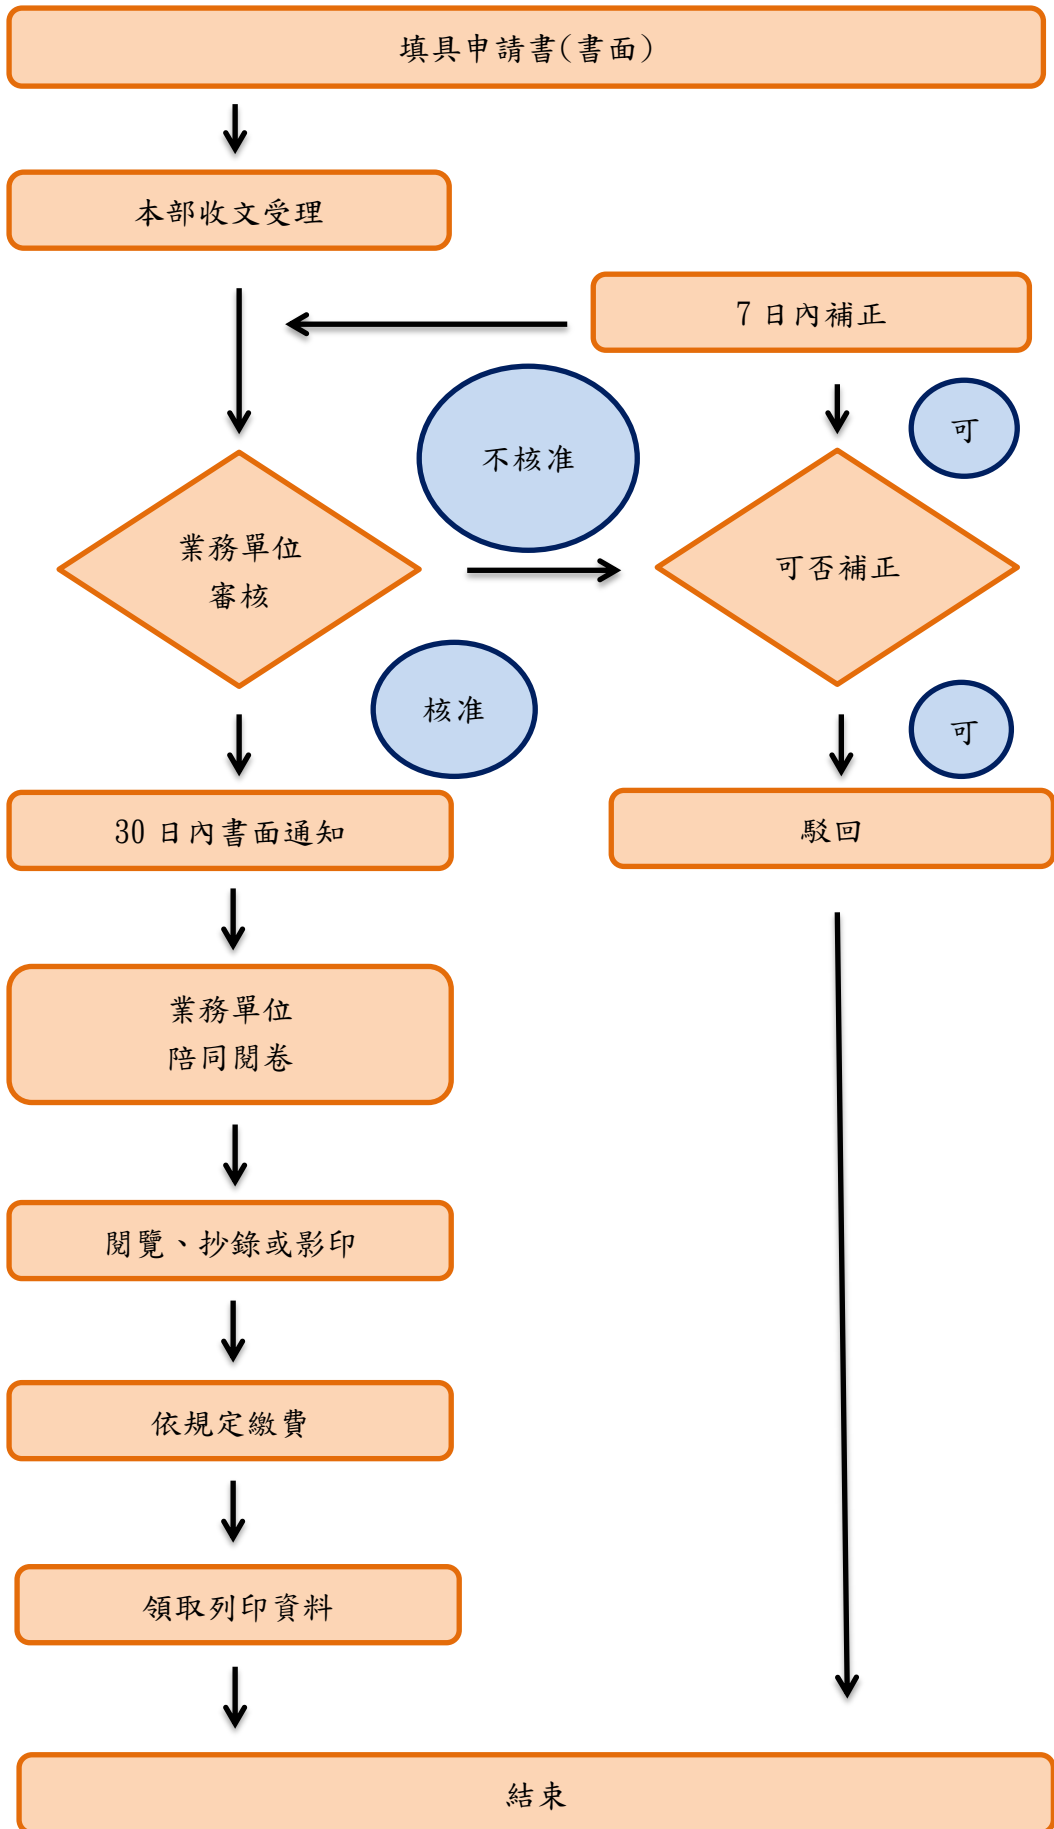 填具申請書(書面)
本部收文受理
7 日內補正
不核准
可
業務單位
審核
可否補正
核准
可
30 日內書面通知
駁回
業務單位
陪同閱卷
閱覽、抄錄或影印
依規定繳費
領取列印資料
結束